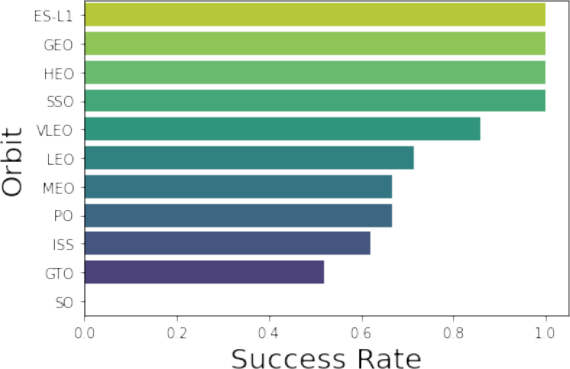 ES-L1
GEO
HEO
SSO
VLEO
LEO
MEO
PO
ISS
GTO
SO
Orbit
0.0 0.2 0.4 0.6 0.8 1.0
Success Rate